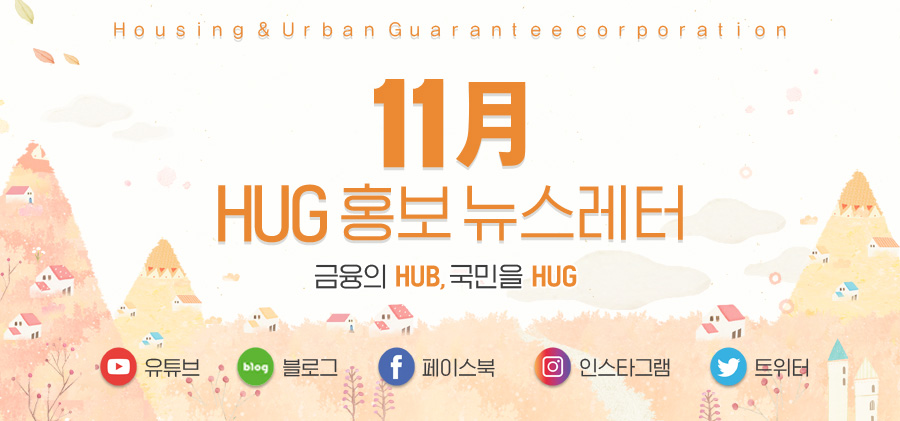 Housing & Urban Guarantee corporation
11月
HUG 홍보 뉴스레터
금융의 HUB, 국민을 HUG
유튜브 blog 블로그 페이스북 인스타그램 트위터